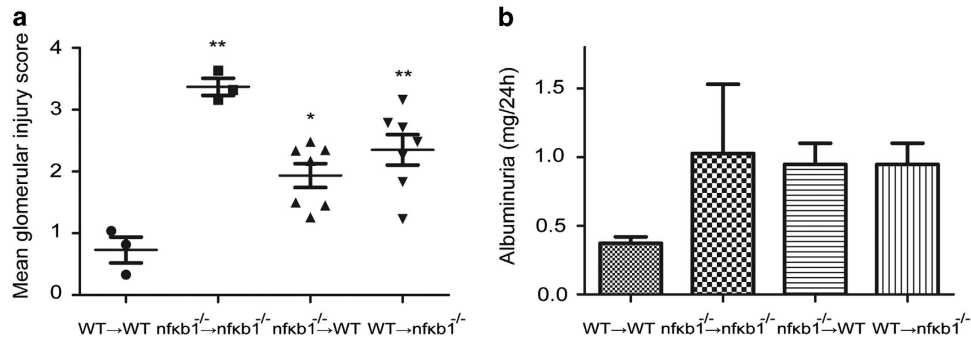 a
Mean glomerular injury score
4
3
2
1
0
**
*
**
WT→WT nfκb1-/-→nfκb1-/- nfκb1-/-→WT WT→nfκb1-/-
b
Albuminuria (mg/24h)
1.5
1.0
0.5
0.0
WT→WT nfκb1-/-→nfκb1-/- nfκb1-/-→WT WT→nfκb1-/-